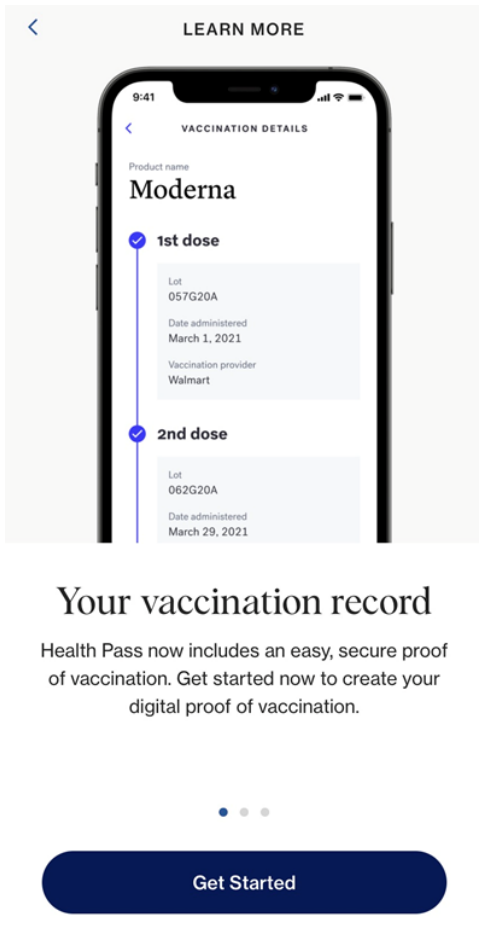 LEARN MORE
9:41
VACCINATION DETAILS
Product name
Moderna
1st dose
Lot
057G20A
Date administered
March 1, 2021
Vaccination provider
Walmart
2nd dose
Lot
062G20A
Date administered
March 29, 2021
Your vaccination record
Health Pass now includes an easy, secure proof
of vaccination. Get started now to create your
digital proof of vaccination.
Get Started